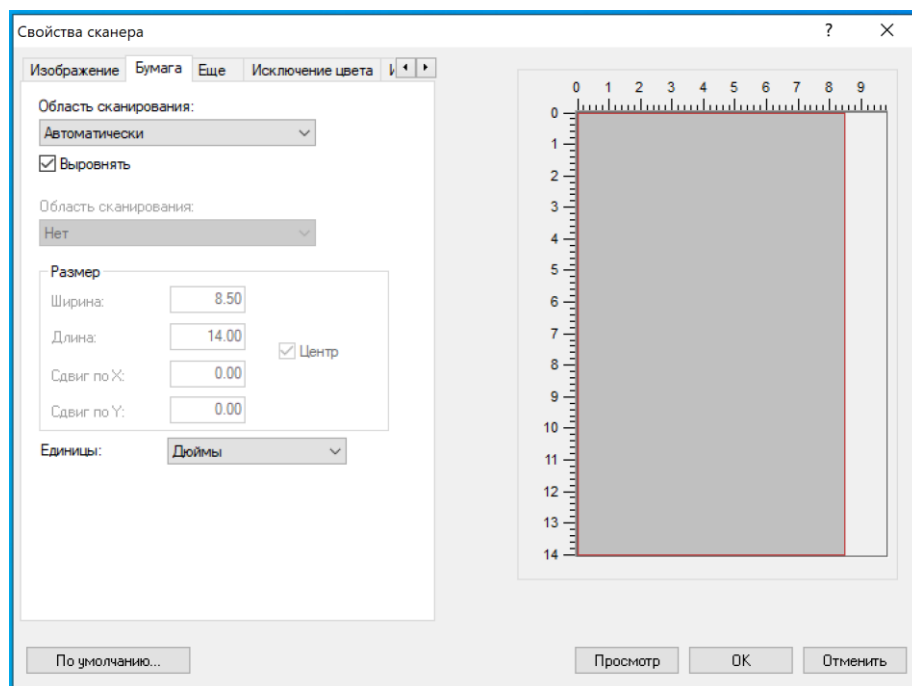 Свойства сканера ? ×
Изображение Бумага Еще Исключение цвета
Область сканирования:
Автоматически
Выровнять
Область сканирования:
Нет
Размер
Ширина: 8.50
Длина: 14.00
Центр
Сдвиг по X: 0.00
Сдвиг по Y: 0.00
Единицы: Дюймы
0 1 2 3 4 5 6 7 8 9
0
1
2
3
4
5
6
7
8
9
10
11
12
13
14
По умолчанию... Просмотр OK Отменить